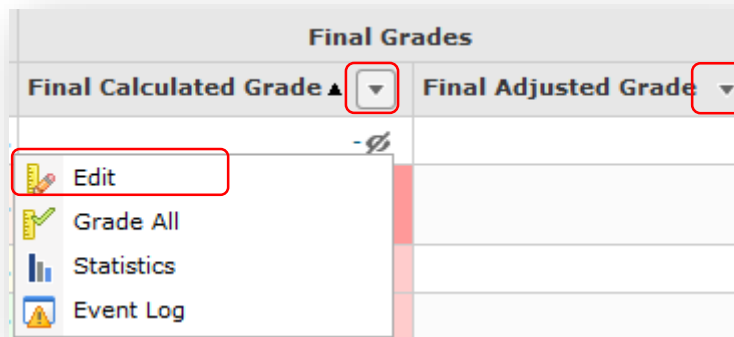 Final Grades
Final Calculated Grade Final Adjusted Grade
-
Edit
Grade All
Statistics
Event Log